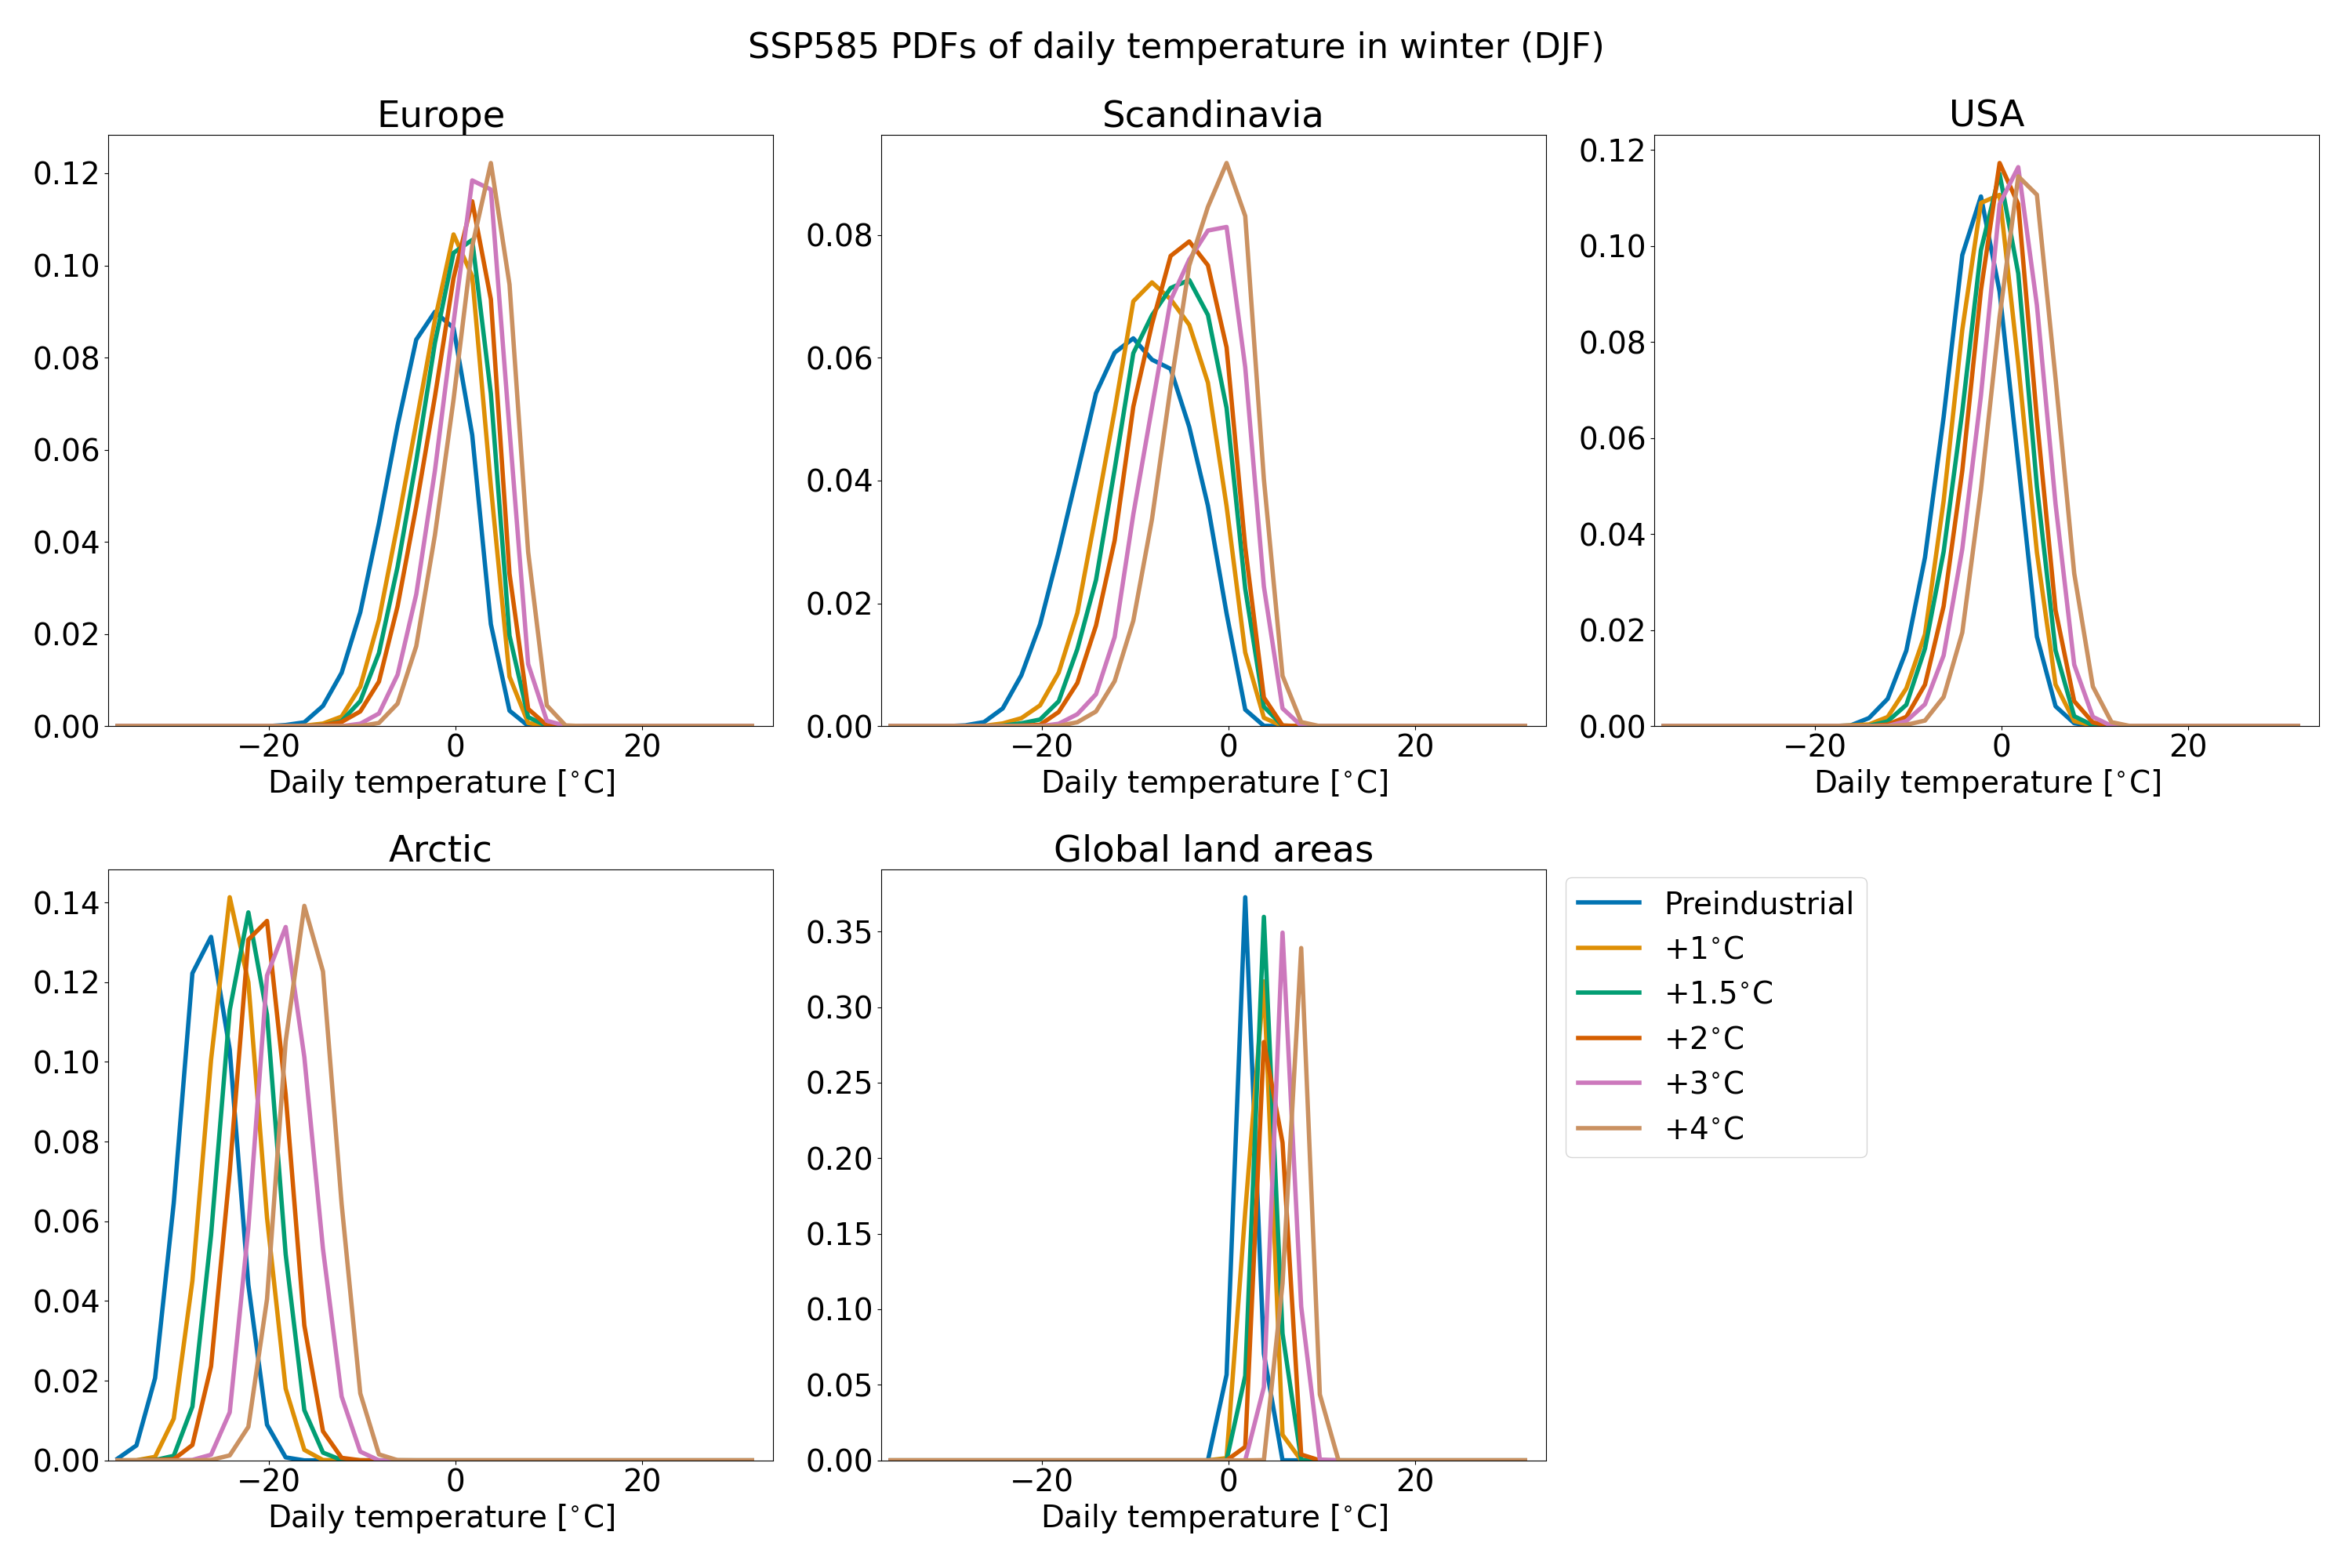 SSP585 PDFs of daily temperature in winter (DJF)
Europe
0.12
0.10
0.08
0.06
0.04
0.02
0.00
−20 0 20
Daily temperature [°C]
Scandinavia
0.08
0.06
0.04
0.02
0.00
−20 0 20
Daily temperature [°C]
USA
0.12
0.10
0.08
0.06
0.04
0.02
0.00
−20 0 20
Daily temperature [°C]
Arctic
0.14
0.12
0.10
0.08
0.06
0.04
0.02
0.00
−20 0 20
Daily temperature [°C]
Global land areas
0.35
0.30
0.25
0.20
0.15
0.10
0.05
0.00
−20 0 20
Daily temperature [°C]
Preindustrial
+1°C
+1.5°C
+2°C
+3°C
+4°C